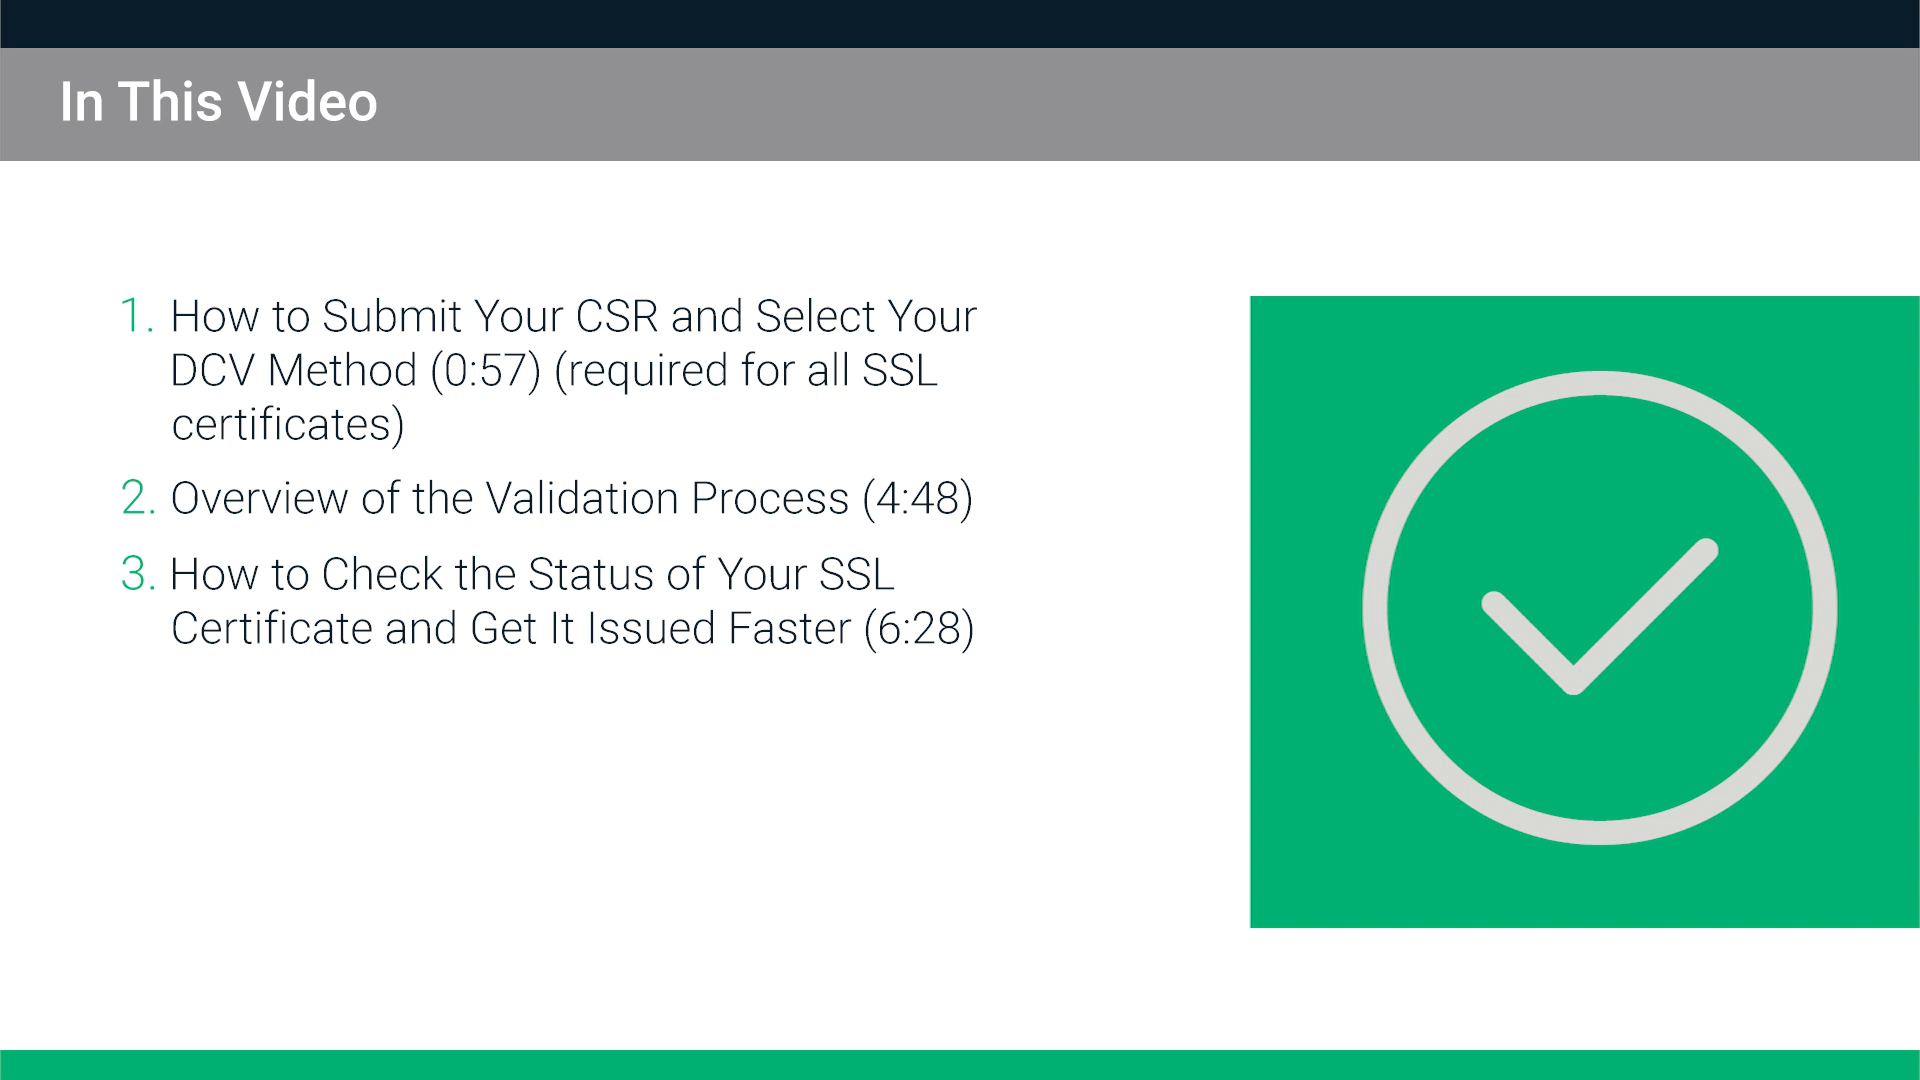 In This Video
1. How to Submit Your CSR and Select Your
DCV Method (0:57) (required for all SSL
certificates)
2. Overview of the Validation Process (4:48)
3. How to Check the Status of Your SSL
Certificate and Get It Issued Faster (6:28)